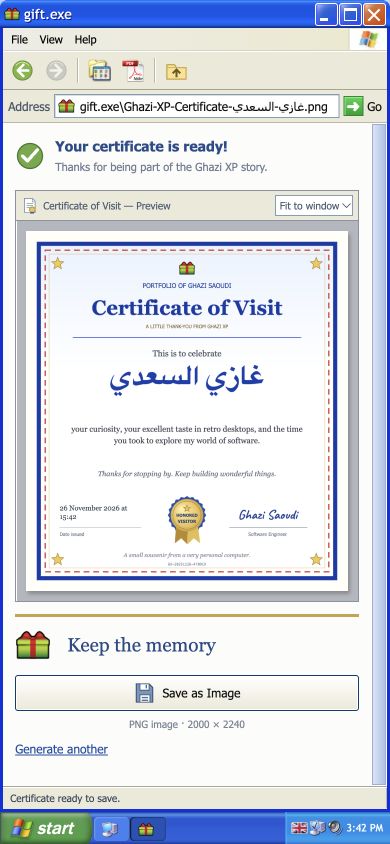 gift.exe
File View Help
Address gift.exe\Ghazi-XP-Certificate-غازي-السعدي.png Go
Your certificate is ready!
Thanks for being part of the Ghazi XP story.
Certificate of Visit — Preview Fit to window
PORTFOLIO OF GHAZI SAOUDI
Certificate of Visit
A LITTLE THANK-YOU FROM GHAZI XP
This is to celebrate
غازي السعدي
your curiosity, your excellent taste in retro desktops, and the time
you took to explore my world of software.
Thanks for stopping by. Keep building wonderful things.
26 November 2026 at
15:42
Date issued
HONORED
VISITOR
Ghazi Saoudi
Software Engineer
A small souvenir from a very personal computer.
Keep the memory
Save as Image
PNG image · 2000 × 2240
Generate another
Certificate ready to save.
start 3:42 PM